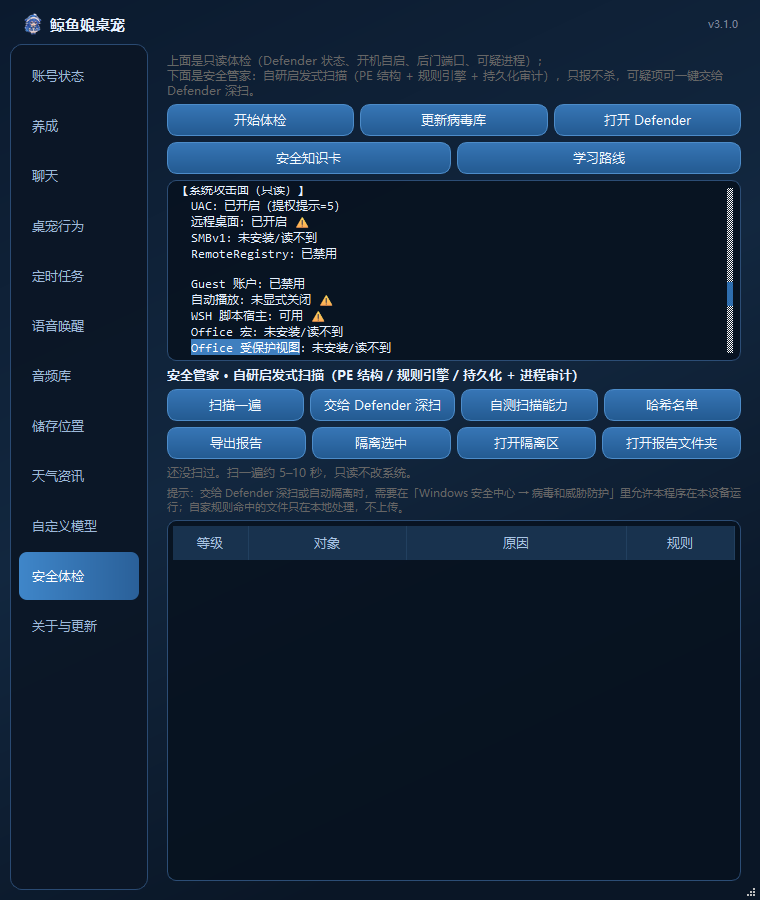 鲸鱼娘桌宠
v3.1.0
账号状态
养成
聊天
桌宠行为
定时任务
语音唤醒
音频库
储存位置
天气资讯
自定义模型
安全体检
关于与更新
上面是只读体检（Defender 状态、开机自启、后门端口、可疑进程）；
下面是安全管家：自研启发式扫描（PE 结构 + 规则引擎 + 持久化审计），只报不杀，可疑项可一键交给
Defender 深扫。
开始体检
更新病毒库
打开 Defender
安全知识卡
学习路线
【系统攻击面（只读）】
UAC: 已开启 (提权提示=5)
远程桌面: 已开启 ⚠
SMBv1: 未安装/读不到
RemoteRegistry: 已禁用
Guest 账户: 已禁用
自动播放: 未显式关闭 ⚠
WSH 脚本宿主: 可用 ⚠
Office 宏: 未安装/读不到
Office 受保护视图: 未安装/读不到
安全管家 · 自研启发式扫描（PE 结构 / 规则引擎 / 持久化 + 进程审计）
扫描一遍
交给 Defender 深扫
自测扫描能力
哈希名单
导出报告
隔离选中
打开隔离区
打开报告文件夹
还没扫过。扫一遍约 5–10 秒，只读不改系统。
提示：交给 Defender 深扫或自动隔离时，需要在「Windows 安全中心 → 病毒和威胁防护」里允许本程序在本设备运
行；自家规则命中的文件只在本地处理，不上传。
等级
对象
原因
规则